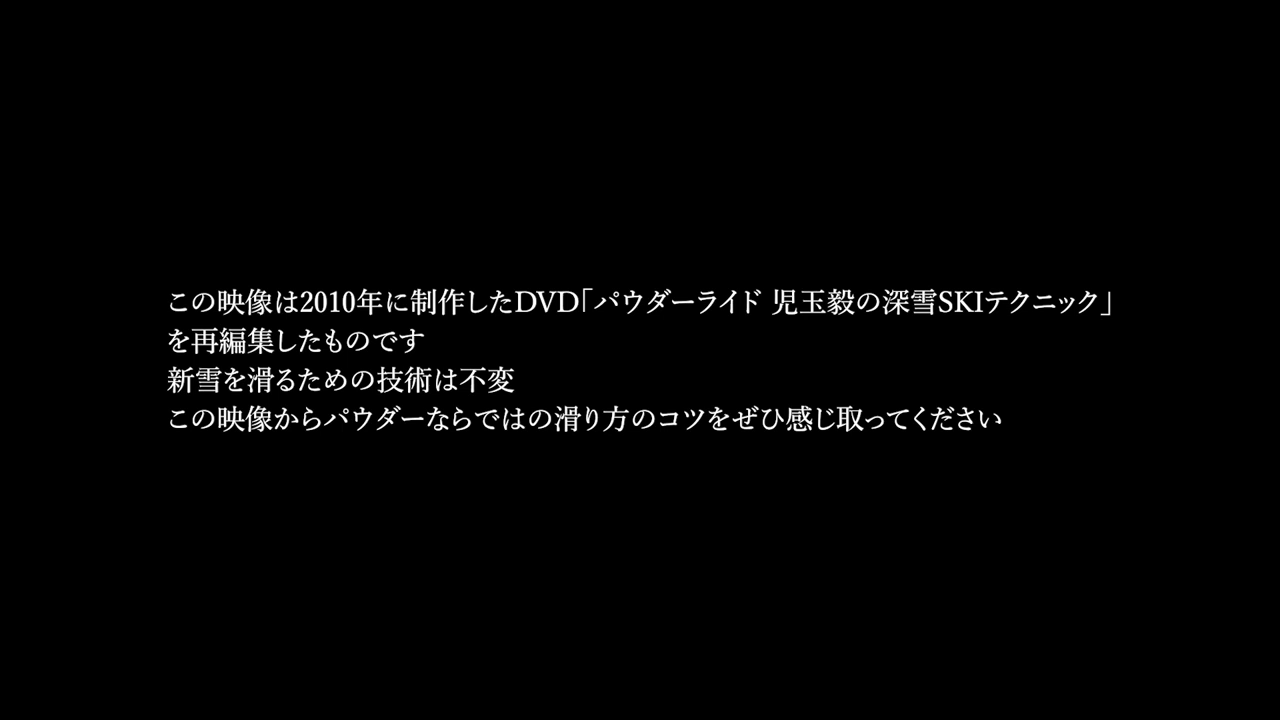 この映像は2010年に制作したDVD「パウダーライド 児玉毅の深雪SKIテクニック」
を再編集したものです
新雪を滑るための技術は不変
この映像からパウダーならではの滑り方のコツをぜひ感じ取ってください